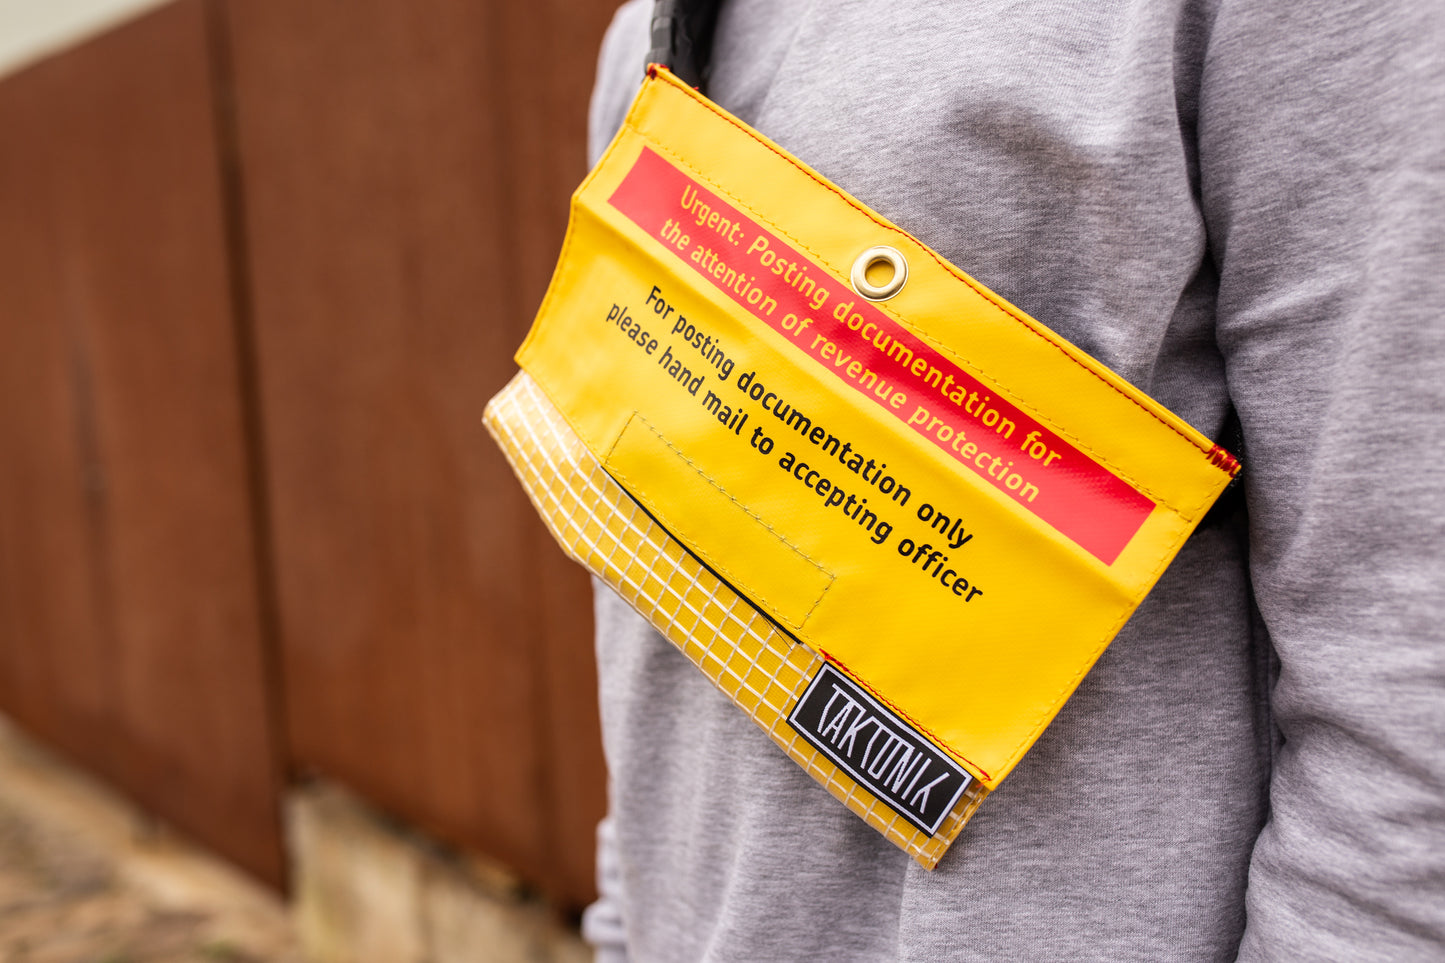 Urgent: Posting documentation for
the attention of revenue protection
For posting documentation only
please hand mail to accepting officer
TAKTONIK